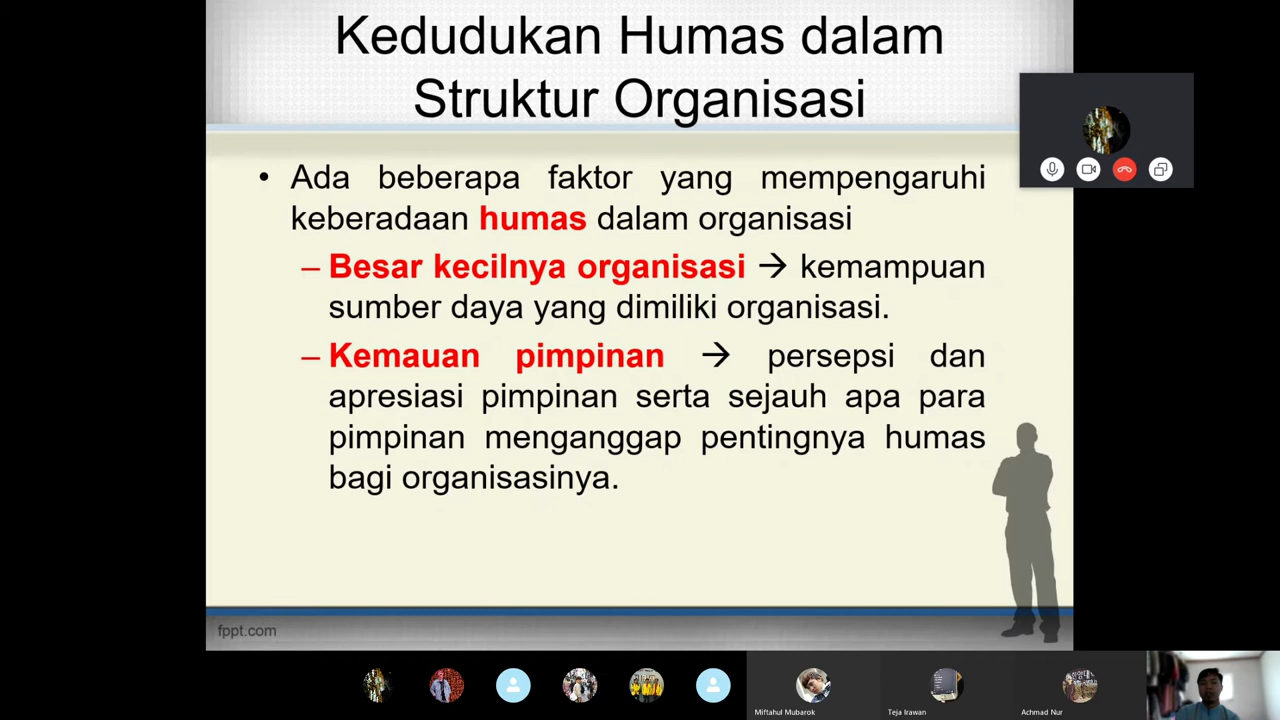 Kedudukan Humas dalam
Struktur Organisasi
• Ada beberapa faktor yang mempengaruhi
keberadaan humas dalam organisasi
– Besar kecilnya organisasi → kemampuan
sumber daya yang dimiliki organisasi.
– Kemauan pimpinan → persepsi dan
apresiasi pimpinan serta sejauh apa para
pimpinan menganggap pentingnya humas
bagi organisasinya.
fppt.com
Miftahul Mubarok
Teja Irawan
Achmad Nur